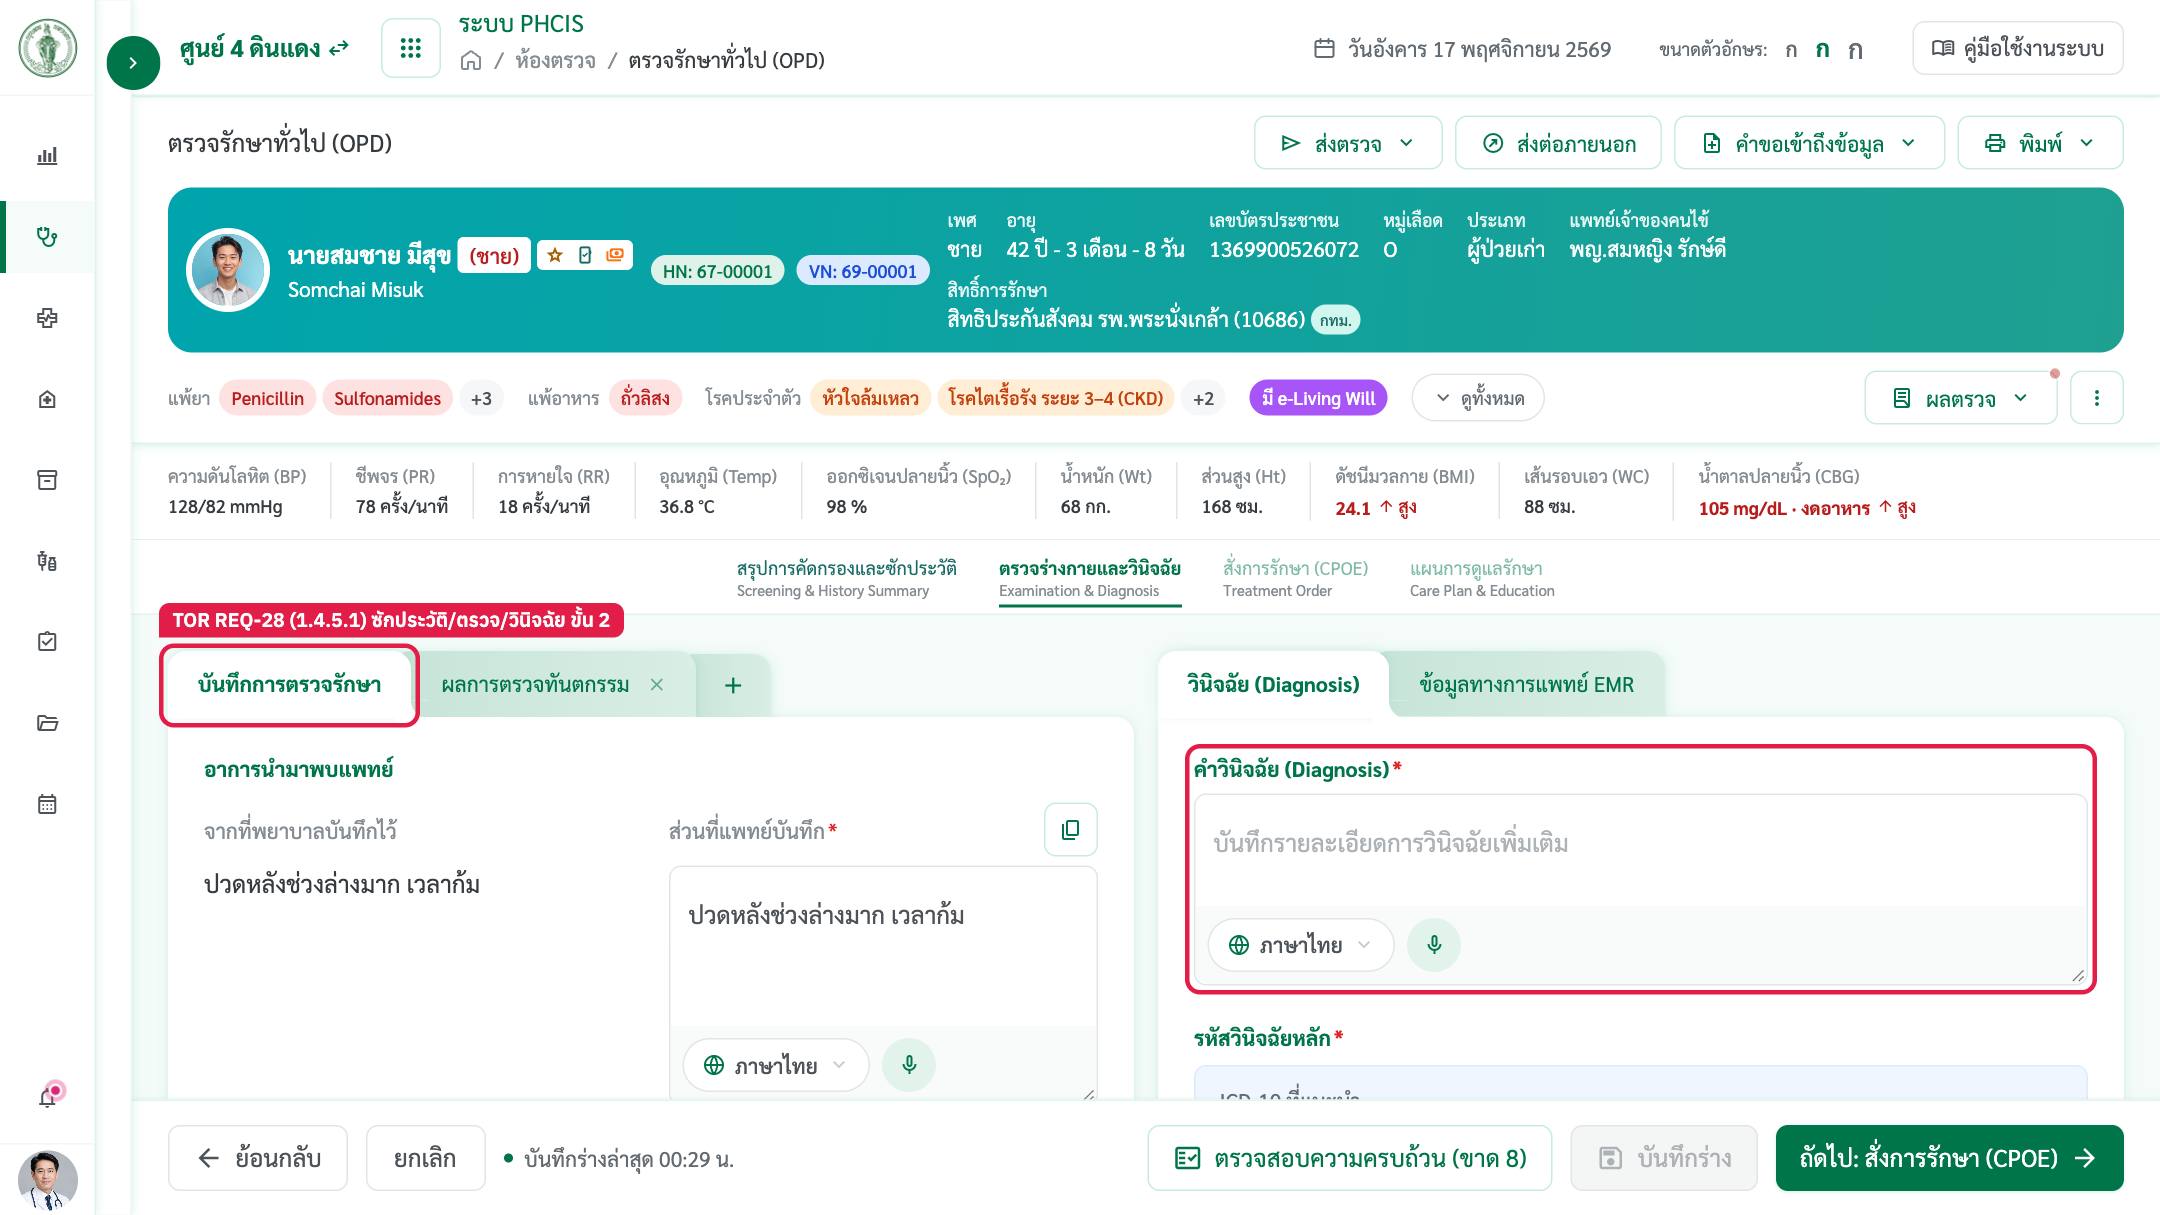 ศูนย์ 4 ดินแดง
ระบบ PHCIS
/ ห้องตรวจ / ตรวจรักษาทั่วไป (OPD)
วันอังคาร 17 พฤศจิกายน 2569
ขนาดตัวอักษร: ก ก ก
คู่มือใช้งานระบบ
ตรวจรักษาทั่วไป (OPD)
ส่งตรวจ
ส่งต่อภายนอก
คำขอเข้าถึงข้อมูล
พิมพ์
นายสมชาย มีสุข (ชาย)
Somchai Misuk
HN: 67-00001
VN: 69-00001
เพศ
ชาย
อายุ
42 ปี - 3 เดือน - 8 วัน
เลขบัตรประชาชน
1369900526072
หมู่เลือด
O
ประเภท
ผู้ป่วยเก่า
แพทย์เจ้าของคนไข้
พญ.สมหญิง รักษ์ดี
สิทธิ์การรักษา
สิทธิประกันสังคม รพ.พระนั่งเกล้า (10686) กทม.
แพ้ยา Penicillin Sulfonamides +3
แพ้อาหาร ถั่วลิสง
โรคประจำตัว หัวใจล้มเหลว โรคไตเรื้อรัง ระยะ 3–4 (CKD) +2
มี e-Living Will
ดูทั้งหมด
ผลตรวจ
ความดันโลหิต (BP)
128/82 mmHg
ชีพจร (PR)
78 ครั้ง/นาที
การหายใจ (RR)
18 ครั้ง/นาที
อุณหภูมิ (Temp)
36.8 °C
ออกซิเจนปลายนิ้ว (SpO₂)
98 %
น้ำหนัก (Wt)
68 กก.
ส่วนสูง (Ht)
168 ซม.
ดัชนีมวลกาย (BMI)
24.1 ↑ สูง
เส้นรอบเอว (WC)
88 ซม.
น้ำตาลปลายนิ้ว (CBG)
105 mg/dL · งดอาหาร ↑ สูง
สรุปการคัดกรองและซักประวัติ
Screening & History Summary
ตรวจร่างกายและวินิจฉัย
Examination & Diagnosis
สั่งการรักษา (CPOE)
Treatment Order
แผนการดูแลรักษา
Care Plan & Education
TOR REQ-28 (1.4.5.1) ซักประวัติ/ตรวจ/วินิจฉัย ขั้น 2
บันทึกการตรวจรักษา
ผลการตรวจทันตกรรม
อาการนำมาพบแพทย์
จากที่พยาบาลบันทึกไว้
ปวดหลังช่วงล่างมาก เวลาก้ม
ส่วนที่แพทย์บันทึก *
ปวดหลังช่วงล่างมาก เวลาก้ม
ภาษาไทย
วินิจฉัย (Diagnosis)
ข้อมูลทางการแพทย์ EMR
คำวินิจฉัย (Diagnosis) *
บันทึกรายละเอียดการวินิจฉัยเพิ่มเติม
ภาษาไทย
รหัสวินิจฉัยหลัก *
ICD-10 ที่แนะนำ
ย้อนกลับ
ยกเลิก
บันทึกร่างล่าสุด 00:29 น.
ตรวจสอบความครบถ้วน (ขาด 8)
บันทึกร่าง
ถัดไป: สั่งการรักษา (CPOE)